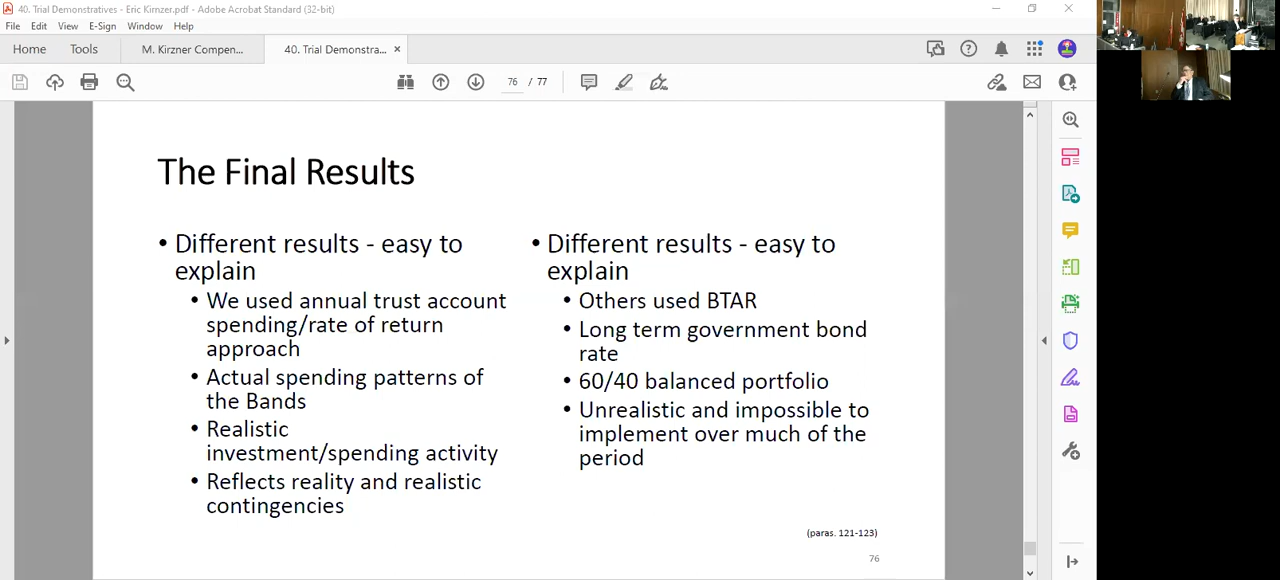 40. Trial Demonstratives - Eric Kirnzer.pdf - Adobe Acrobat Standard (32-bit)
File Edit View E-Sign Window Help
Home Tools M. Kirzner Compen... 40. Trial Demonstra... ×
76 / 77
The Final Results
• Different results - easy to
explain
• We used annual trust account
spending/rate of return
approach
• Actual spending patterns of
the Bands
• Realistic
investment/spending activity
• Reflects reality and realistic
contingencies
• Different results - easy to
explain
• Others used BTAR
• Long term government bond
rate
• 60/40 balanced portfolio
• Unrealistic and impossible to
implement over much of the
period
(paras. 121-123)
76